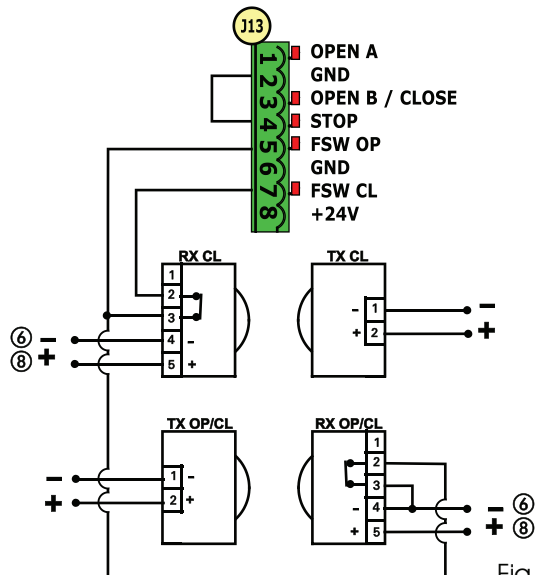 J13
1 OPEN A
2 GND
3 OPEN B / CLOSE
4 STOP
5 FSW OP
6 GND
7 FSW CL
8 +24V
RX CL
1
2
3
4 -
5 +
⑥ -
⑧ +
TX CL
- 1 -
+ 2 +
TX OP/CL
- 1 -
+ 2 +
RX OP/CL
1
2
3
- 4 - ⑥
+ 5 + ⑧
Fig